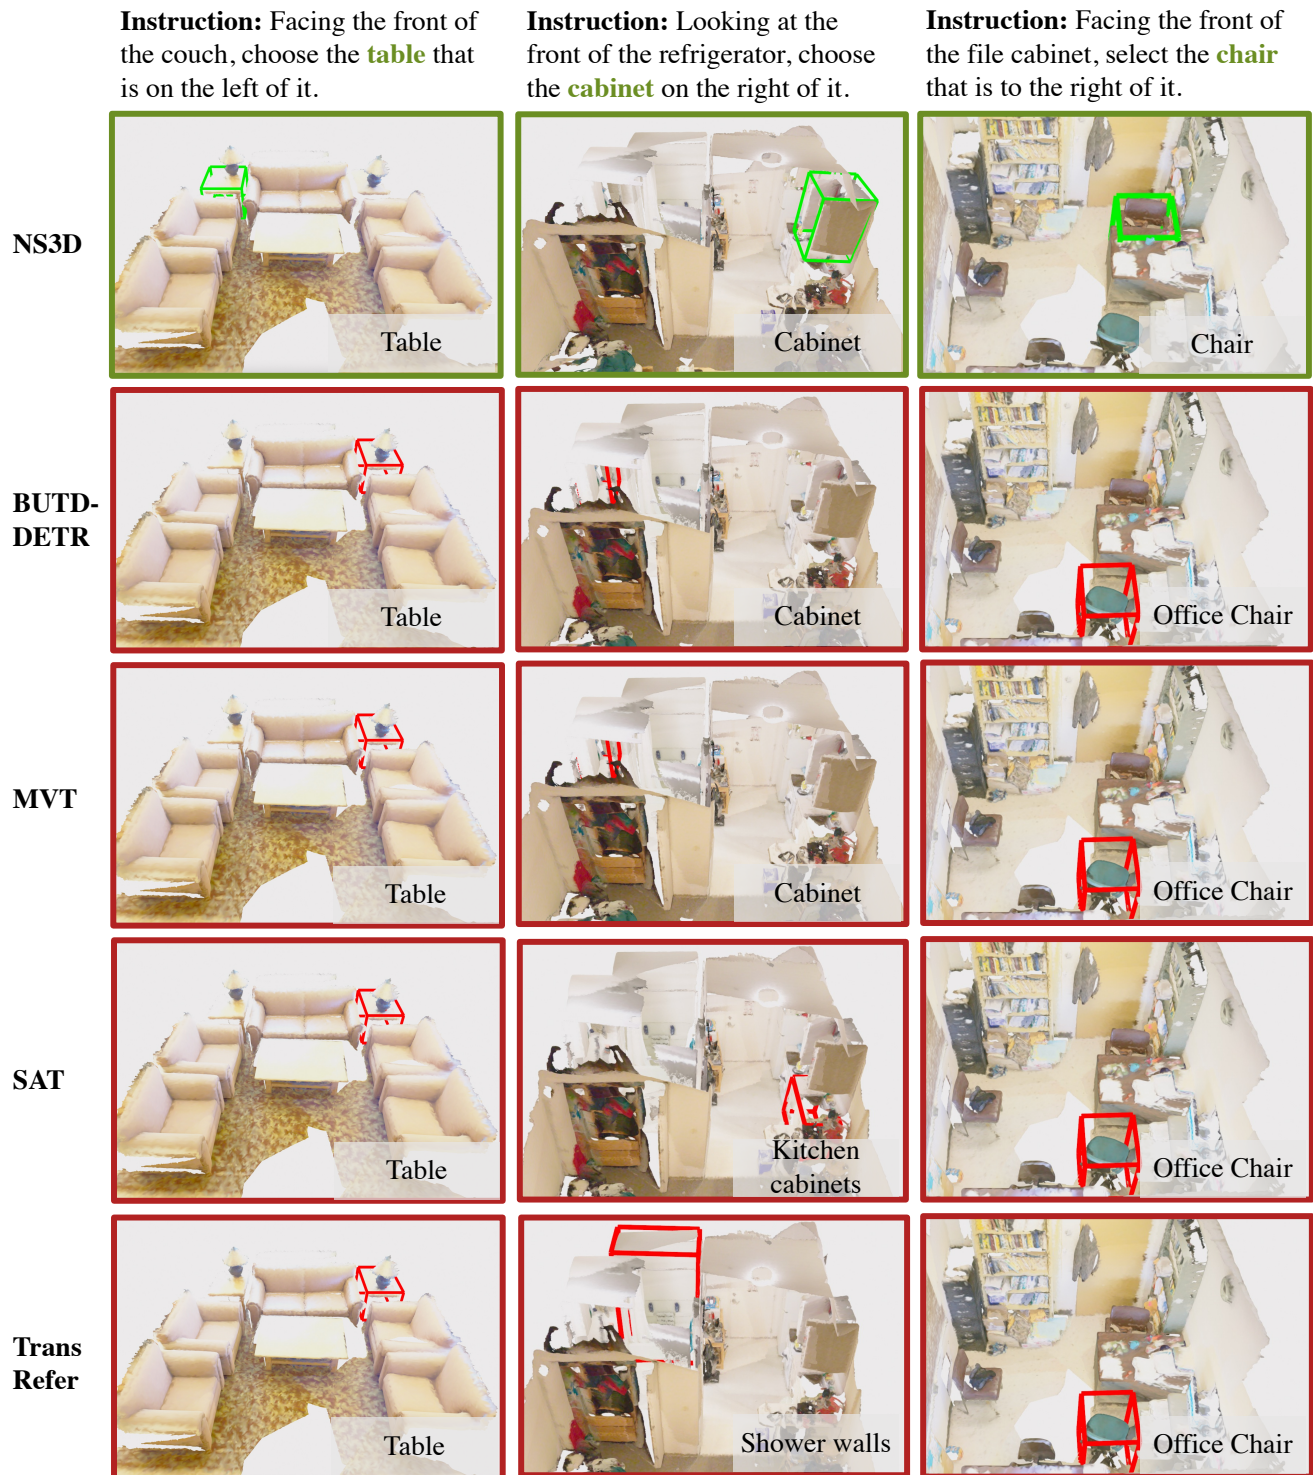 Instruction: Facing the front of
the couch, choose the table that
is on the left of it.
Instruction: Looking at the
front of the refrigerator, choose
the cabinet on the right of it.
Instruction: Facing the front of
the file cabinet, select the chair
that is to the right of it.
NS3D
Table
Cabinet
Chair
BUTD-
DETR
Table
Cabinet
Office Chair
MVT
Table
Cabinet
Office Chair
SAT
Table
Kitchen
cabinets
Office Chair
Trans
Refer
Table
Shower walls
Office Chair